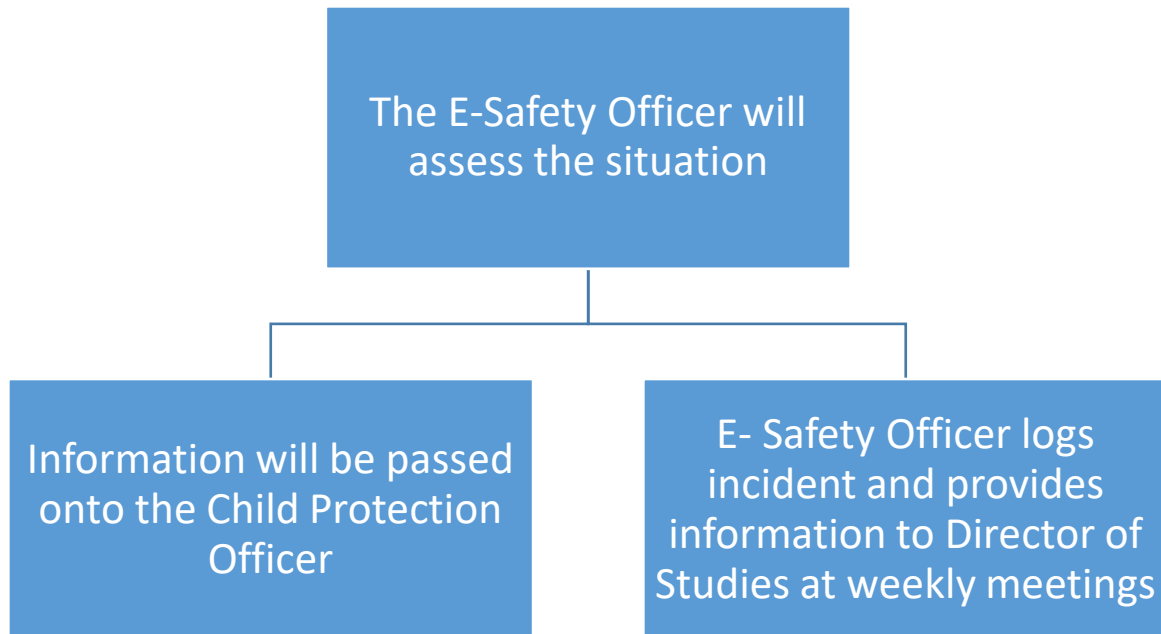 The E-Safety Officer will
assess the situation
Information will be passed
onto the Child Protection
Officer
E- Safety Officer logs
incident and provides
information to Director of
Studies at weekly meetings